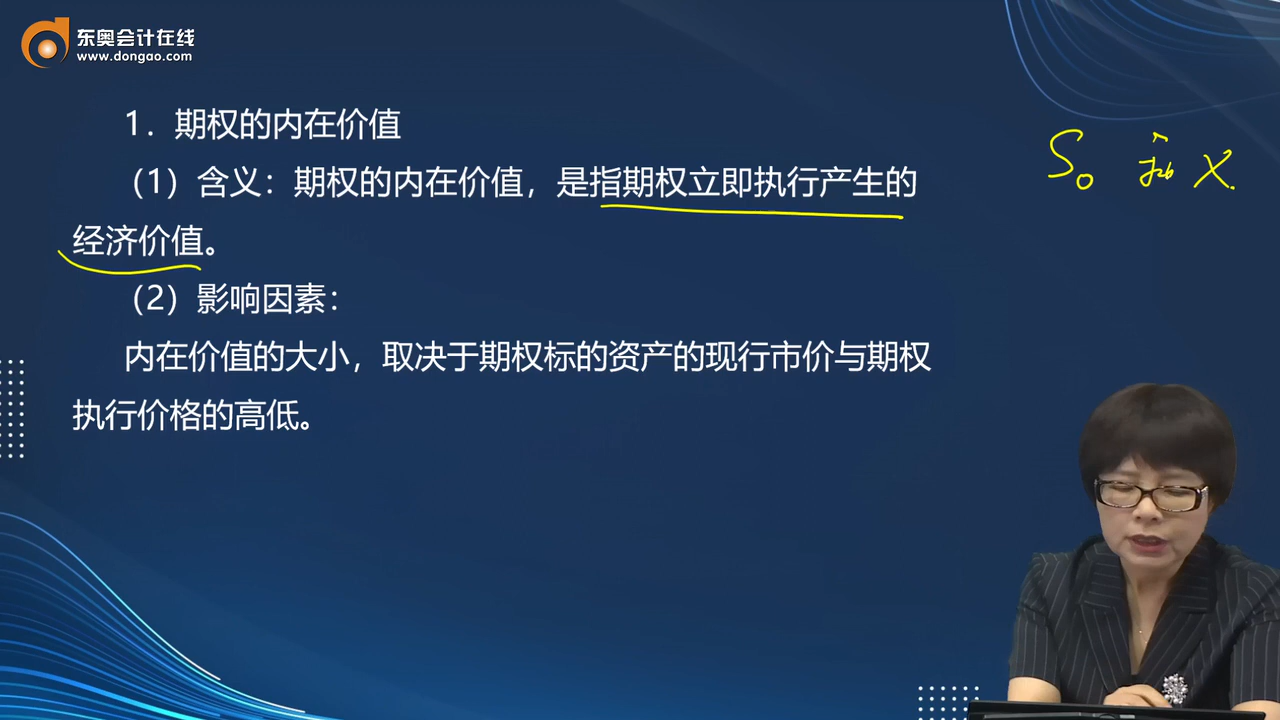 东奥会计在线
www.dongao.com
1．期权的内在价值
（1）含义：期权的内在价值，是指期权立即执行产生的
经济价值。
（2）影响因素：
内在价值的大小，取决于期权标的资产的现行市价与期权
执行价格的高低。
S₀ 和 X